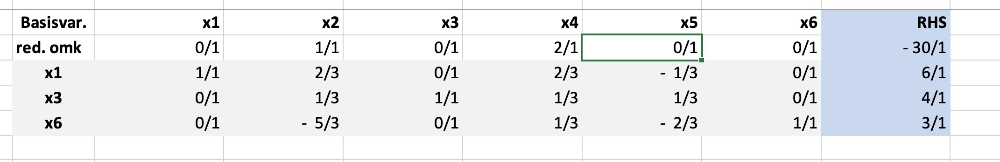 Basisvar. x1 x2 x3 x4 x5 x6 RHS
red. omk 0/1 1/1 0/1 2/1 0/1 0/1 - 30/1
x1 1/1 2/3 0/1 2/3 - 1/3 0/1 6/1
x3 0/1 1/3 1/1 1/3 1/3 0/1 4/1
x6 0/1 - 5/3 0/1 1/3 - 2/3 1/1 3/1